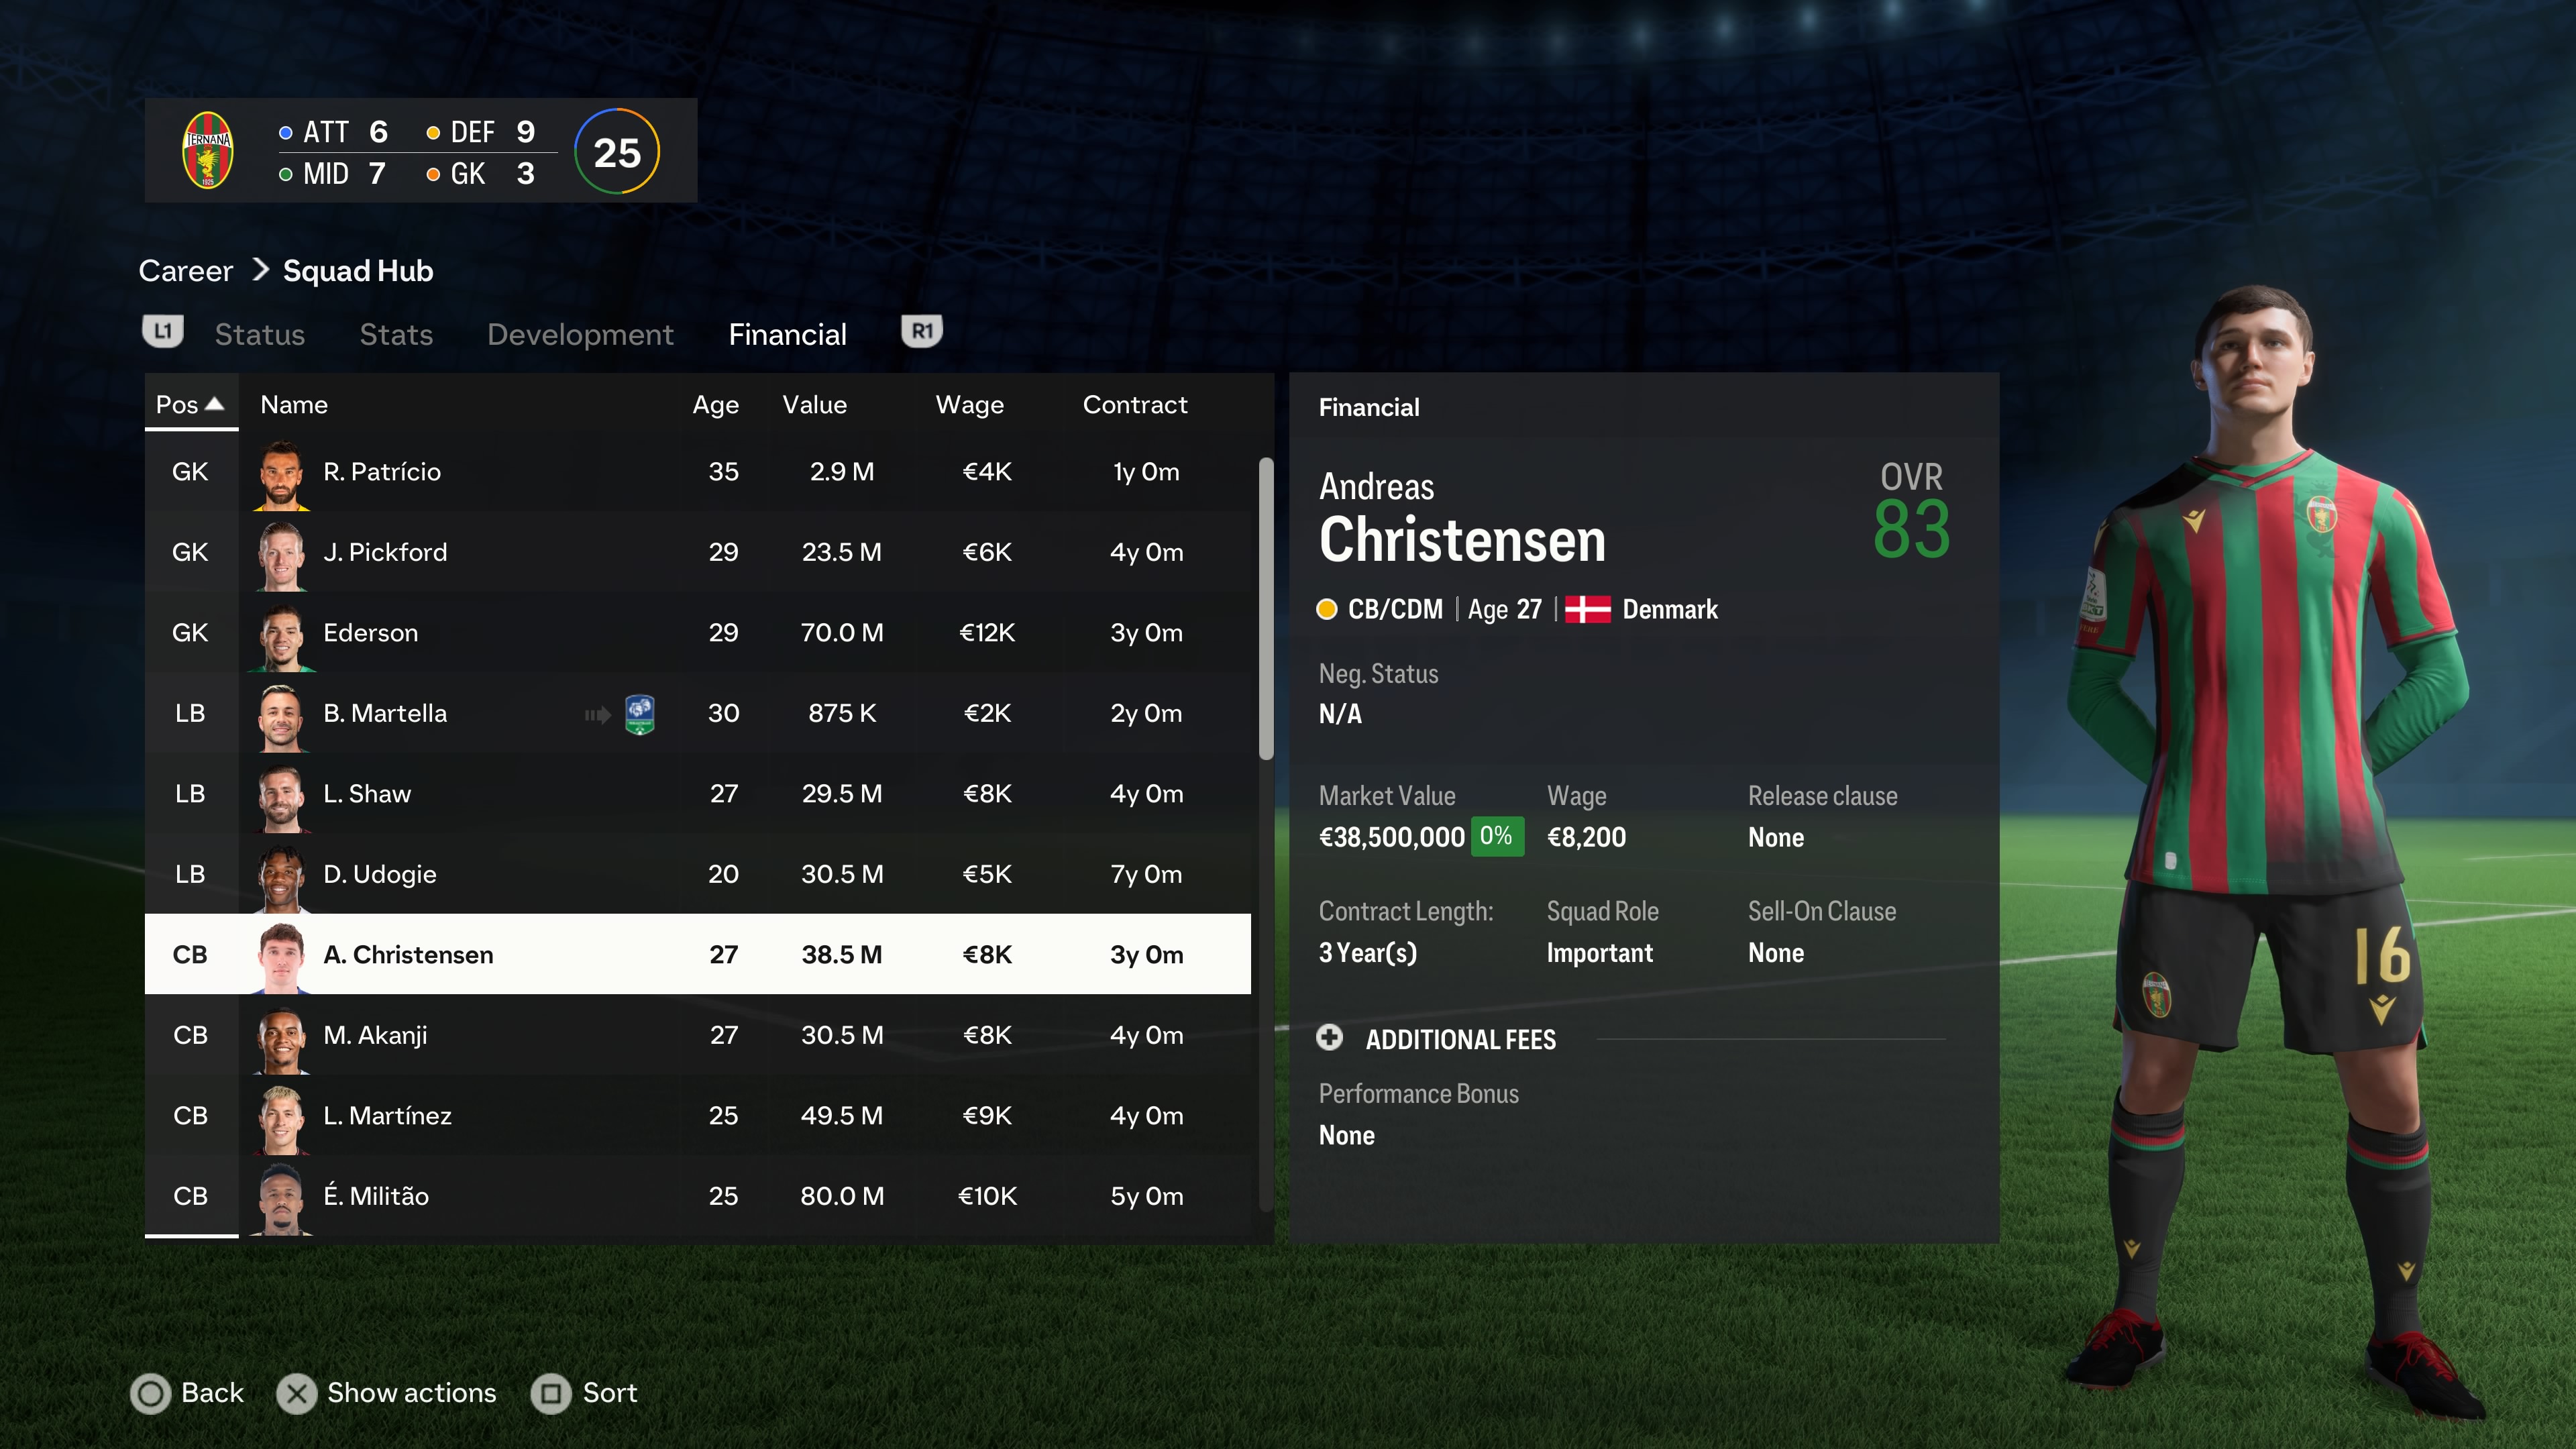 TERNANA
1925
ATT 6 DEF 9
MID 7 GK 3
25
Career > Squad Hub
L1 Status Stats Development Financial R1
Pos Name Age Value Wage Contract
GK R. Patrício 35 2.9 M €4K 1y 0m
GK J. Pickford 29 23.5 M €6K 4y 0m
GK Ederson 29 70.0 M €12K 3y 0m
LB B. Martella 30 875 K €2K 2y 0m
LB L. Shaw 27 29.5 M €8K 4y 0m
LB D. Udogie 20 30.5 M €5K 7y 0m
CB A. Christensen 27 38.5 M €8K 3y 0m
CB M. Akanji 27 30.5 M €8K 4y 0m
CB L. Martínez 25 49.5 M €9K 4y 0m
CB É. Militão 25 80.0 M €10K 5y 0m
Financial
Andreas
Christensen
OVR
83
CB/CDM | Age 27 | Denmark
Neg. Status
N/A
Market Value Wage Release clause
€38,500,000 0% €8,200 None
Contract Length: Squad Role Sell-On Clause
3 Year(s) Important None
ADDITIONAL FEES
Performance Bonus
None
16
Back Show actions Sort